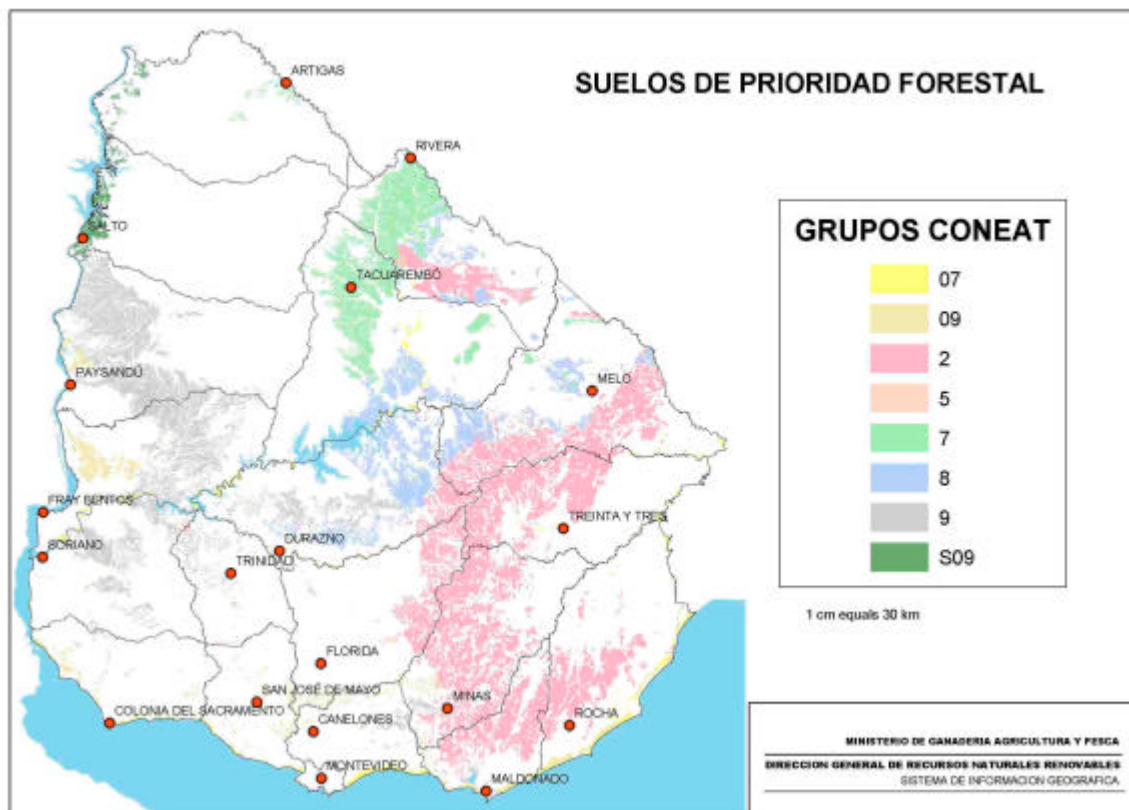 SUELOS DE PRIORIDAD FORESTAL
ARTIGAS
RIVERA
SALTO
TACUAREMBÓ
PAYSANDÚ
MELO
FRAY BENTOS
SORIANO
TREINTA Y TRES
DURAZNO
TRINIDAD
FLORIDA
SAN JOSÉ DE MAYO
MINAS
COLONIA DEL SACRAMENTO
CANELONES
ROCHA
MONTEVIDEO
MALDONADO
GRUPOS CONEAT
07
09
2
5
7
8
9
S09
1 cm equals 30 km
MINISTERIO DE GANADERIA AGRICULTURA Y PESCA
DIRECCION GENERAL DE RECURSOS NATURALES RENOVABLES
SISTEMA DE INFORMACION GEOGRAFICA